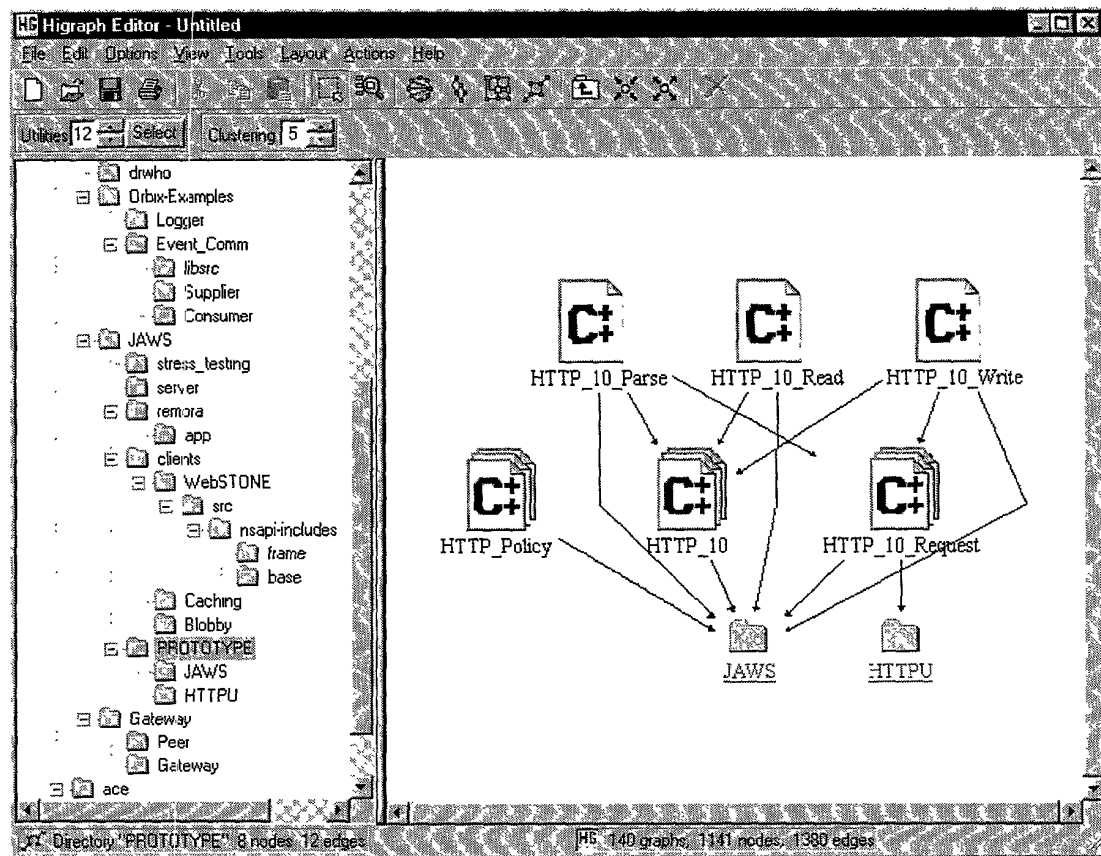 HG Higraph Editor - Untitled
File Edit Options View Tools Layout Actions Help
Utilities 12 Select Clustering 5
drwho
Orbix-Examples
Logger
Event_Comm
libsrc
Supplier
Consumer
JAWS
stress_testing
server
remora
app
clients
WebSTONE
src
nsapi-includes
frame
base
Caching
Blobby
PROTOTYPE
JAWS
HTTPU
Gateway
Peer
Gateway
ace
C++ C++ C++
HTTP_10_Parse HTTP_10_Read HTTP_10_Write
C++ C++ C++
HTTP_Policy HTTP_10 HTTP_10_Request
JAWS HTTPU
Directory "PROTOTYPE" 8 nodes 12 edges
HG 140 graphs, 1141 nodes, 1380 edges